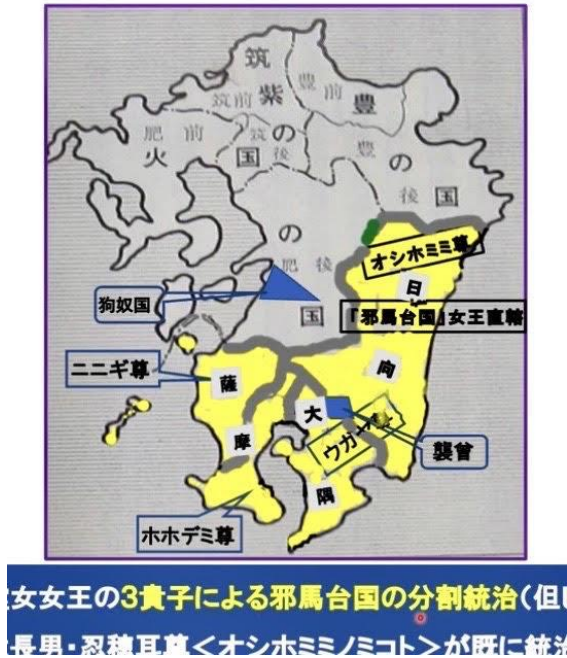 筑紫の国
筑前
筑後
豊の国
豊前
豊後
火の国
肥前
肥後
オシホミミ尊
日向
「邪馬台国」女王直轄
狗奴国
ニニギ尊
薩摩
大隅
ウガヤ
襲曾
ホホデミ尊
女女王の3貴子による邪馬台国の分割統治(但し
長男・忍穂耳尊<オシホミミノミコト>が既に統治